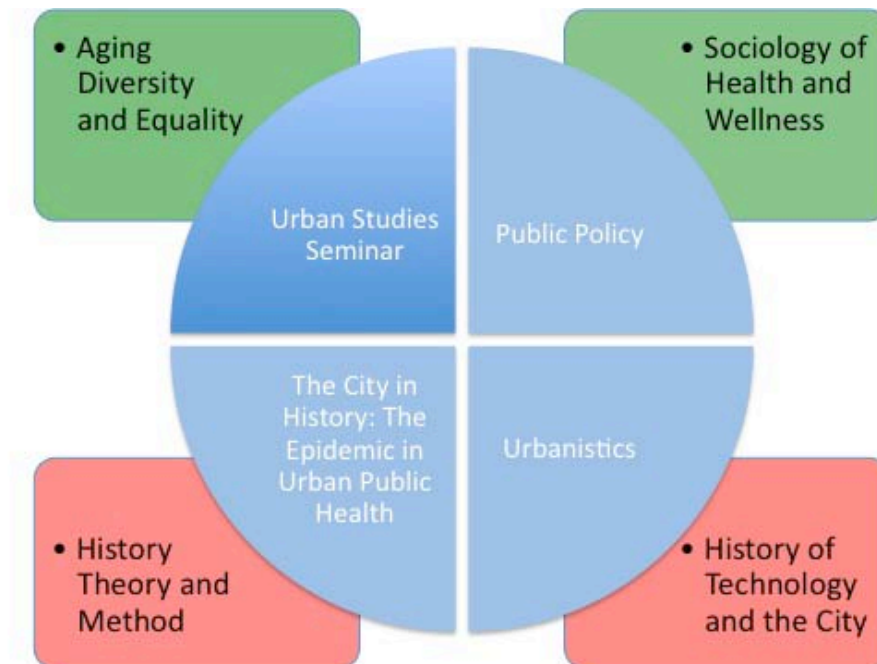 • Aging
Diversity
and Equality
• Sociology of
Health and
Wellness
Urban Studies
Seminar
Public Policy
The City in
History: The
Epidemic in
Urban Public
Health
Urbanistics
• History
Theory and
Method
• History of
Technology
and the City